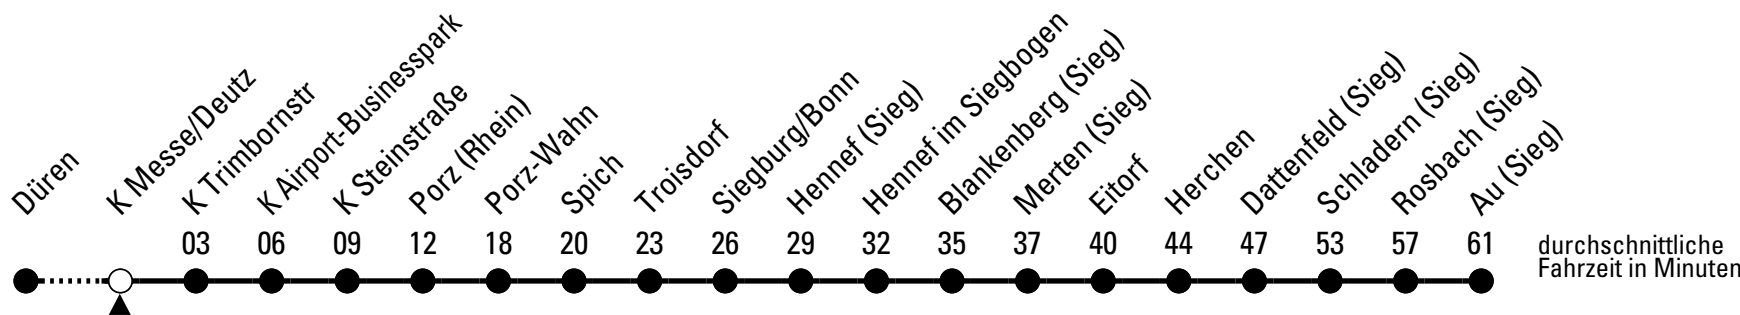 Düren
K Messe/Deutz
K Trimbornstr
K Airport-Businesspark
K Steinstraße
Porz (Rhein)
Porz-Wahn
Spich
Troisdorf
Siegburg/Bonn
Hennef (Sieg)
Hennef im Siegbogen
Blankenberg (Sieg)
Merten (Sieg)
Eitorf
Herchen
Dattenfeld (Sieg)
Schladern (Sieg)
Rosbach (Sieg)
Au (Sieg)
03 06 09 12 18 20 23 26 29 32 35 37 40 44 47 53 57 61
durchschnittliche
Fahrzeit in Minuten